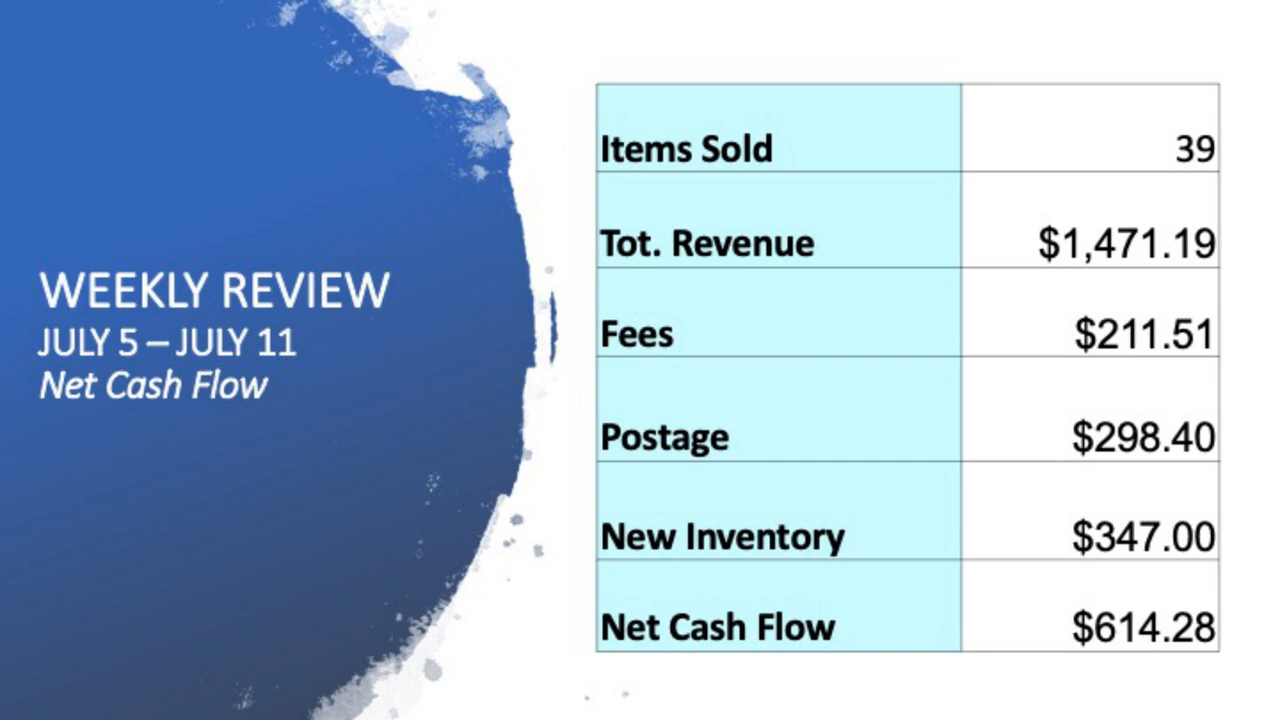 WEEKLY REVIEW
JULY 5 – JULY 11
Net Cash Flow
Items Sold 39
Tot. Revenue $1,471.19
Fees $211.51
Postage $298.40
New Inventory $347.00
Net Cash Flow $614.28